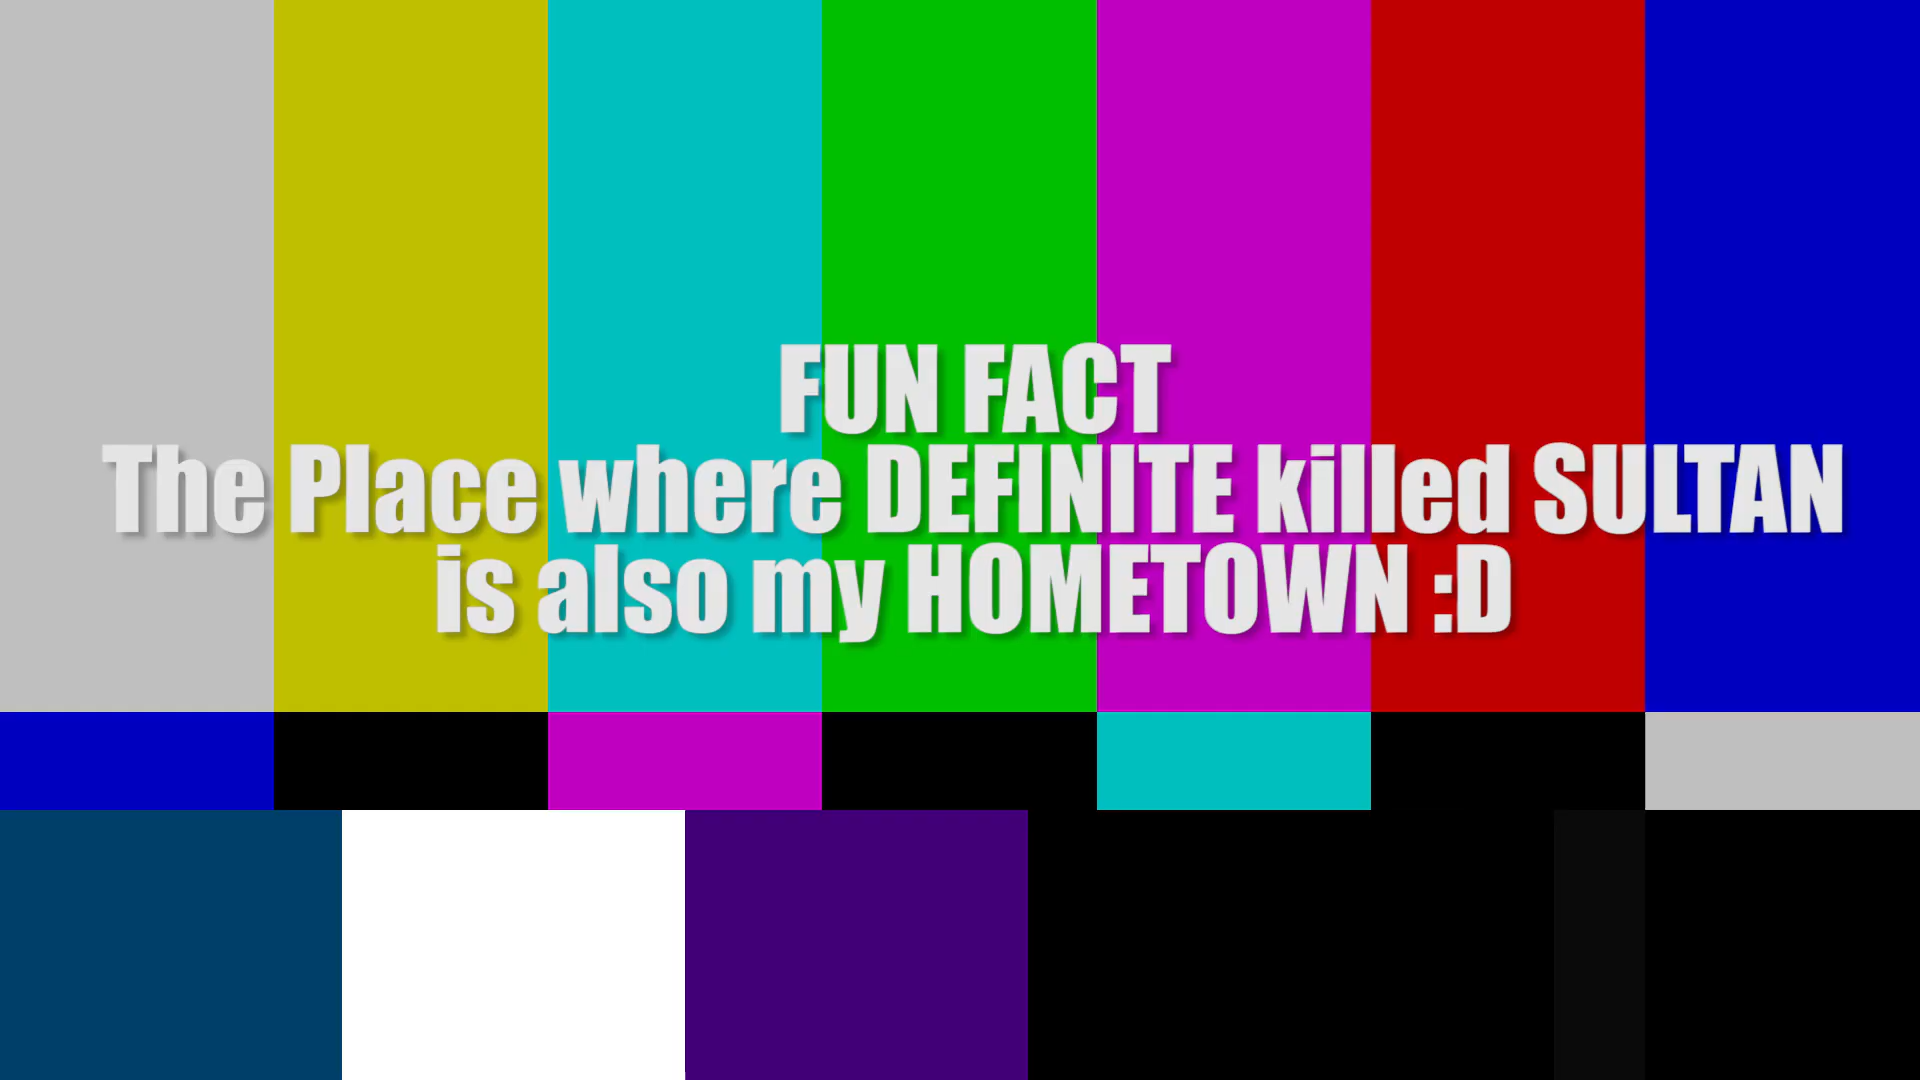 FUN FACT
The Place where DEFINITE killed SULTAN
is also my HOMETOWN :D